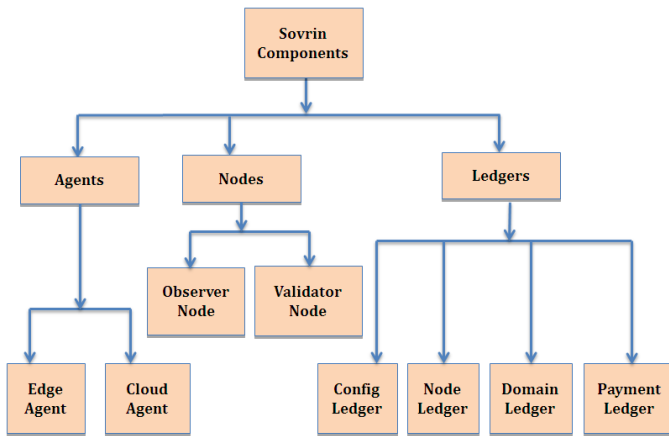 Sovrin
Components
Agents
Nodes
Ledgers
Observer
Node
Validator
Node
Edge
Agent
Cloud
Agent
Config
Ledger
Node
Ledger
Domain
Ledger
Payment
Ledger